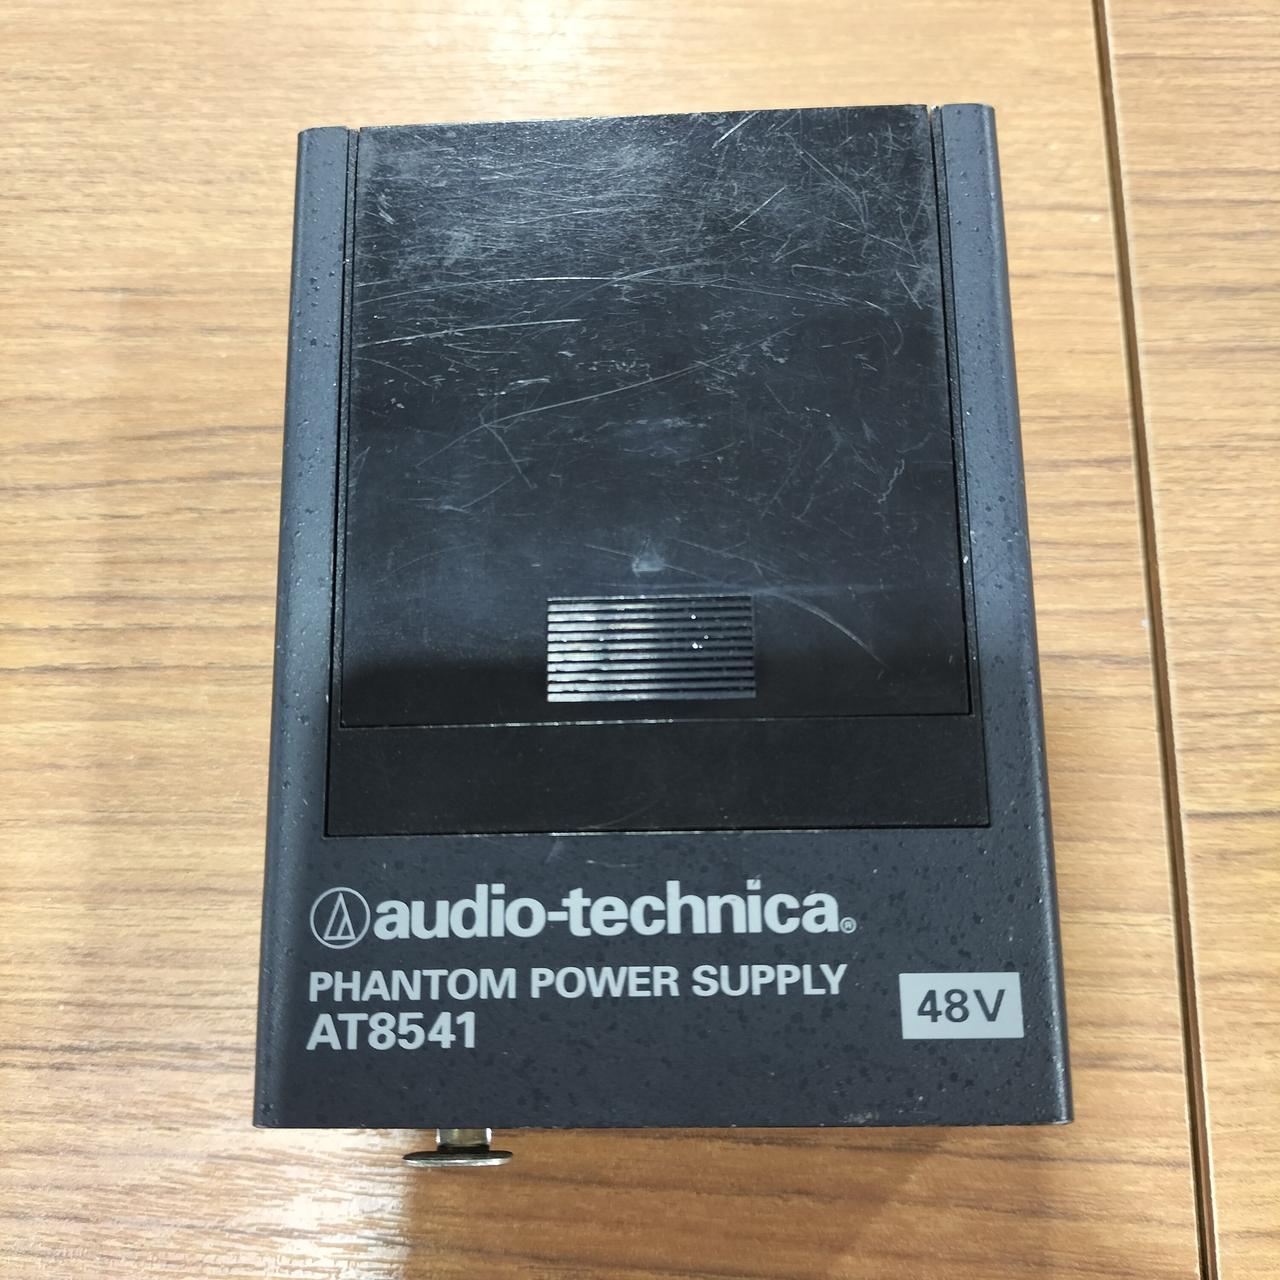 audio-technica®
PHANTOM POWER SUPPLY
AT8541
48V